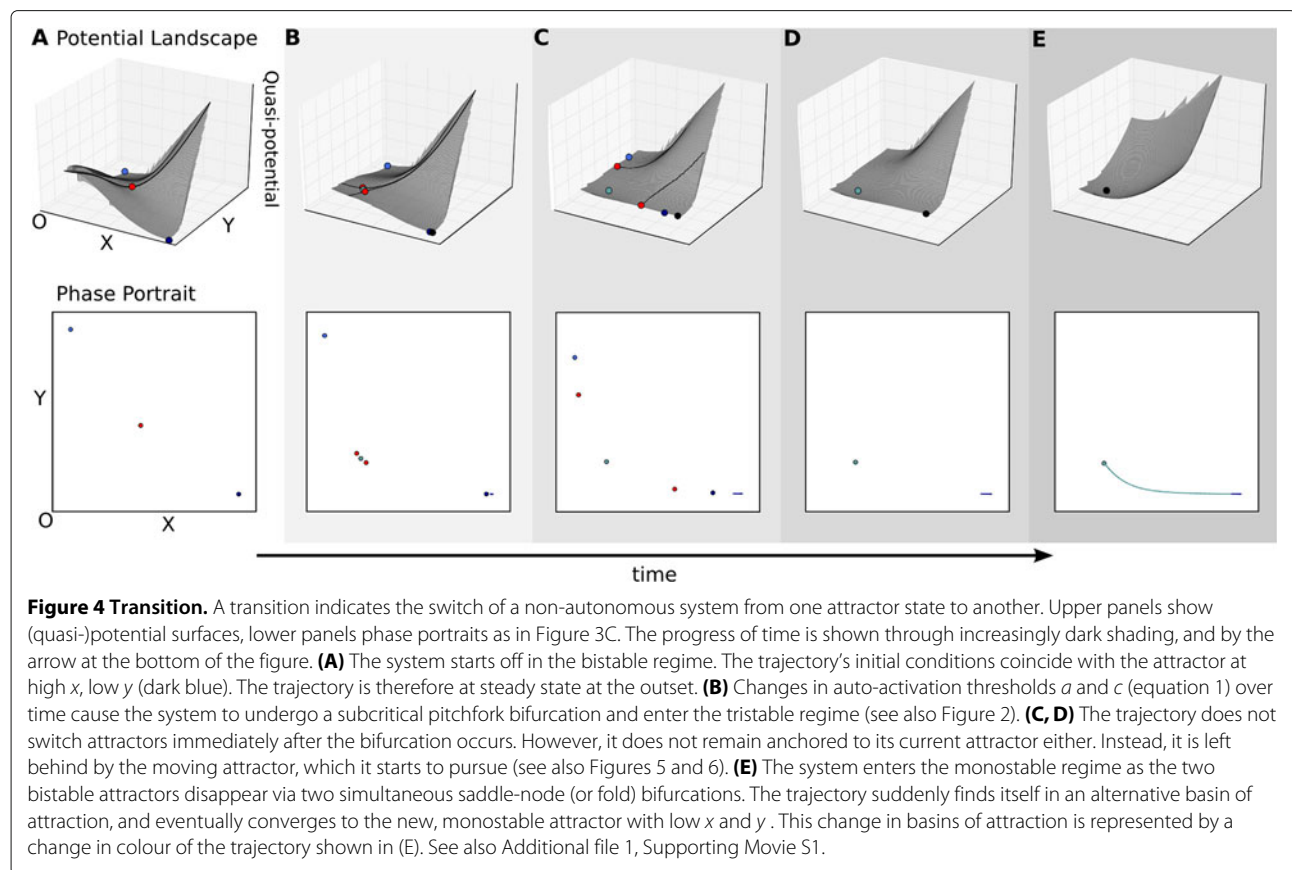 A Potential Landscape
B
C
D
E
Quasi-potential
O
X
Y
Phase Portrait
Y
O
X
time
Figure 4 Transition. A transition indicates the switch of a non-autonomous system from one attractor state to another. Upper panels show
(quasi-)potential surfaces, lower panels phase portraits as in Figure 3C. The progress of time is shown through increasingly dark shading, and by the
arrow at the bottom of the figure. (A) The system starts off in the bistable regime. The trajectory's initial conditions coincide with the attractor at
high x, low y (dark blue). The trajectory is therefore at steady state at the outset. (B) Changes in auto-activation thresholds a and c (equation 1) over
time cause the system to undergo a subcritical pitchfork bifurcation and enter the tristable regime (see also Figure 2). (C, D) The trajectory does not
switch attractors immediately after the bifurcation occurs. However, it does not remain anchored to its current attractor either. Instead, it is left
behind by the moving attractor, which it starts to pursue (see also Figures 5 and 6). (E) The system enters the monostable regime as the two
bistable attractors disappear via two simultaneous saddle-node (or fold) bifurcations. The trajectory suddenly finds itself in an alternative basin of
attraction, and eventually converges to the new, monostable attractor with low x and y . This change in basins of attraction is represented by a
change in colour of the trajectory shown in (E). See also Additional file 1, Supporting Movie S1.